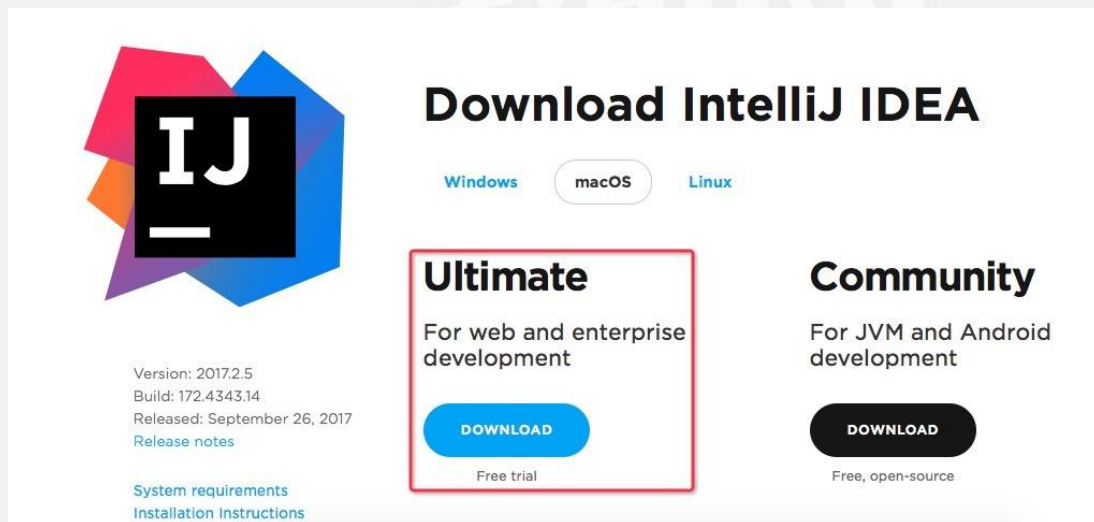 IJ
Download IntelliJ IDEA
Windows macOS Linux
Ultimate
For web and enterprise
development
DOWNLOAD
Free trial
Community
For JVM and Android
development
DOWNLOAD
Free, open-source
Version: 2017.2.5
Build: 172.4343.14
Released: September 26, 2017
Release notes
System requirements
Installation Instructions